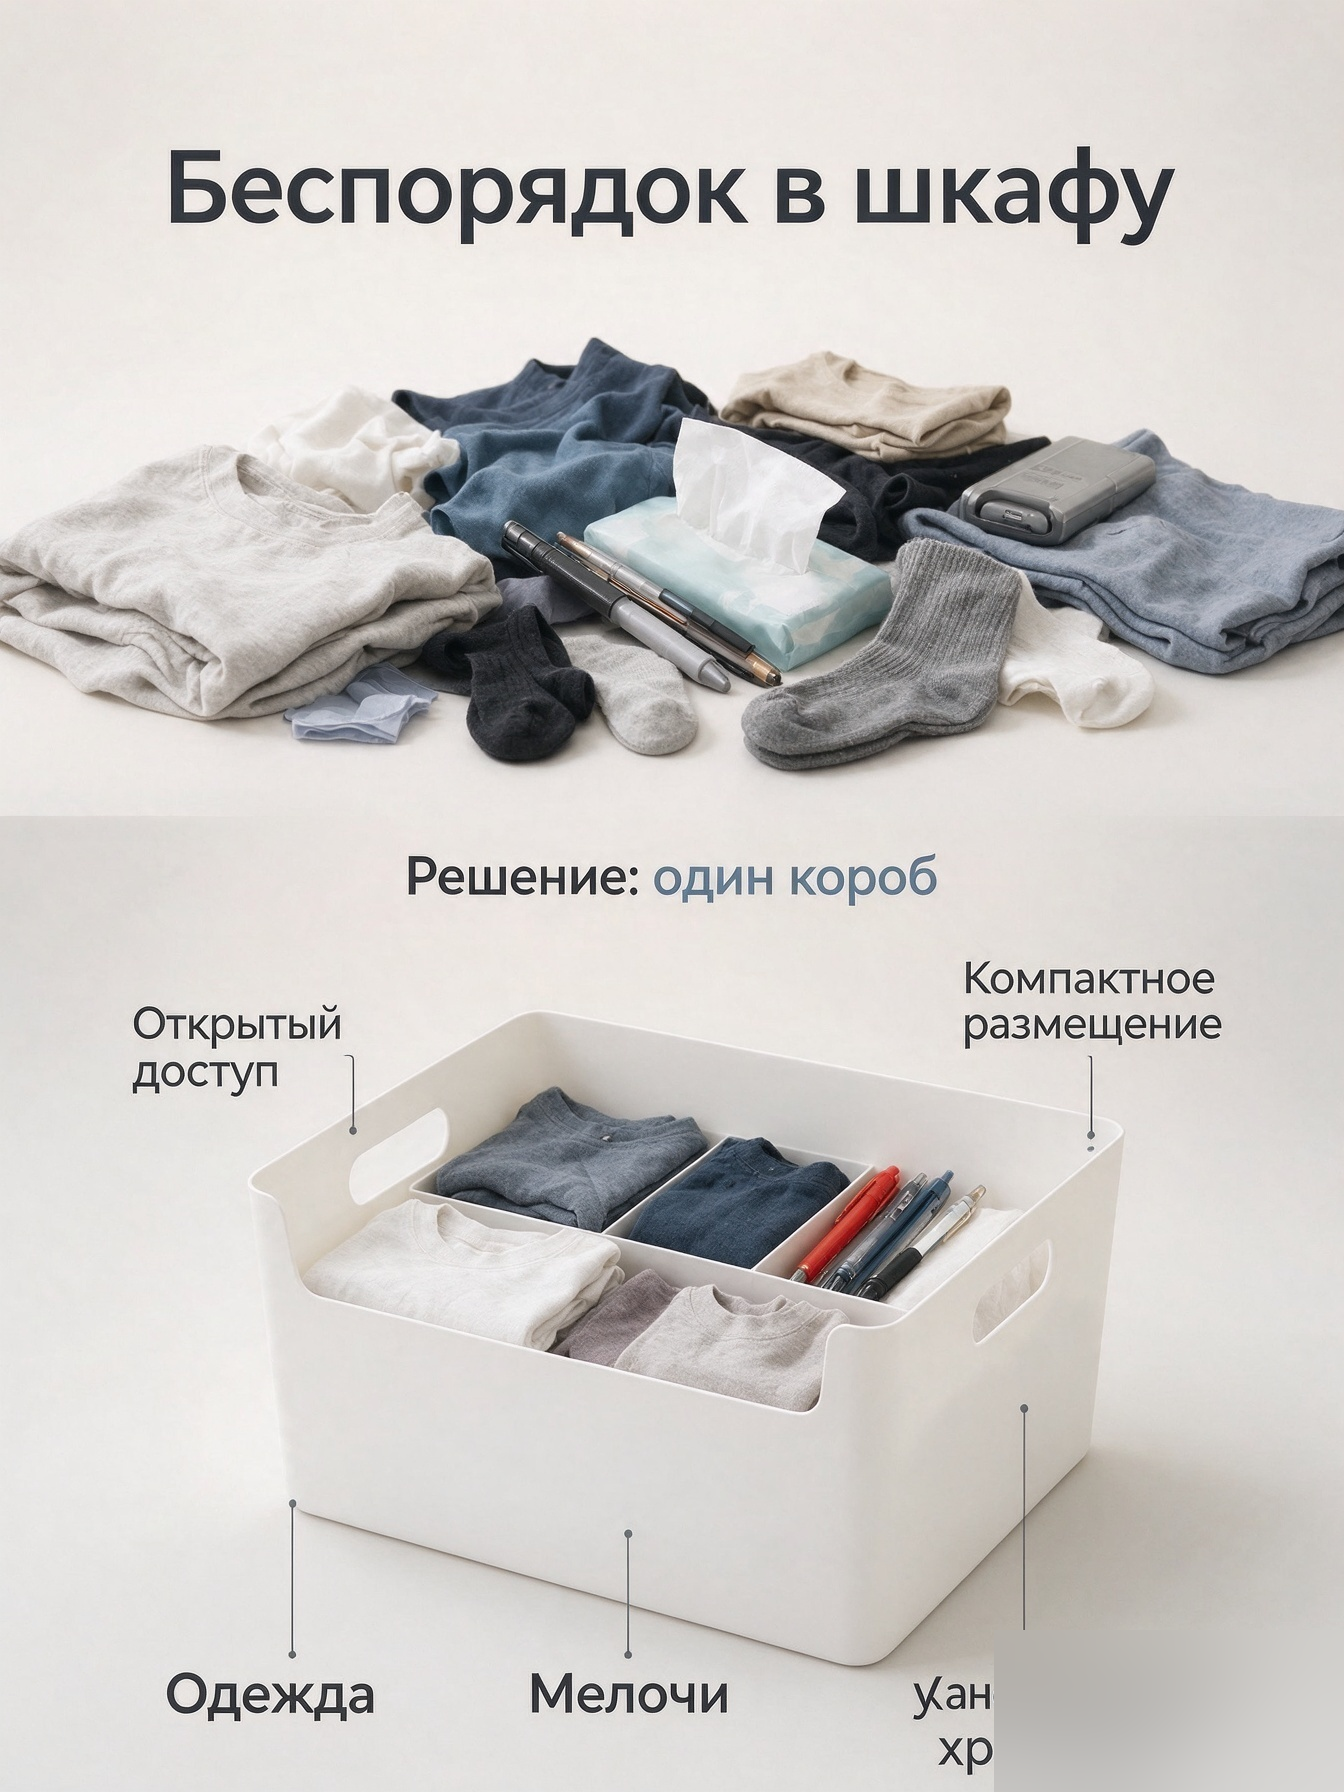 Беспорядок в шкафу
Решение: один короб
Открытый
доступ
Компактное
размещение
Одежда
Мелочи